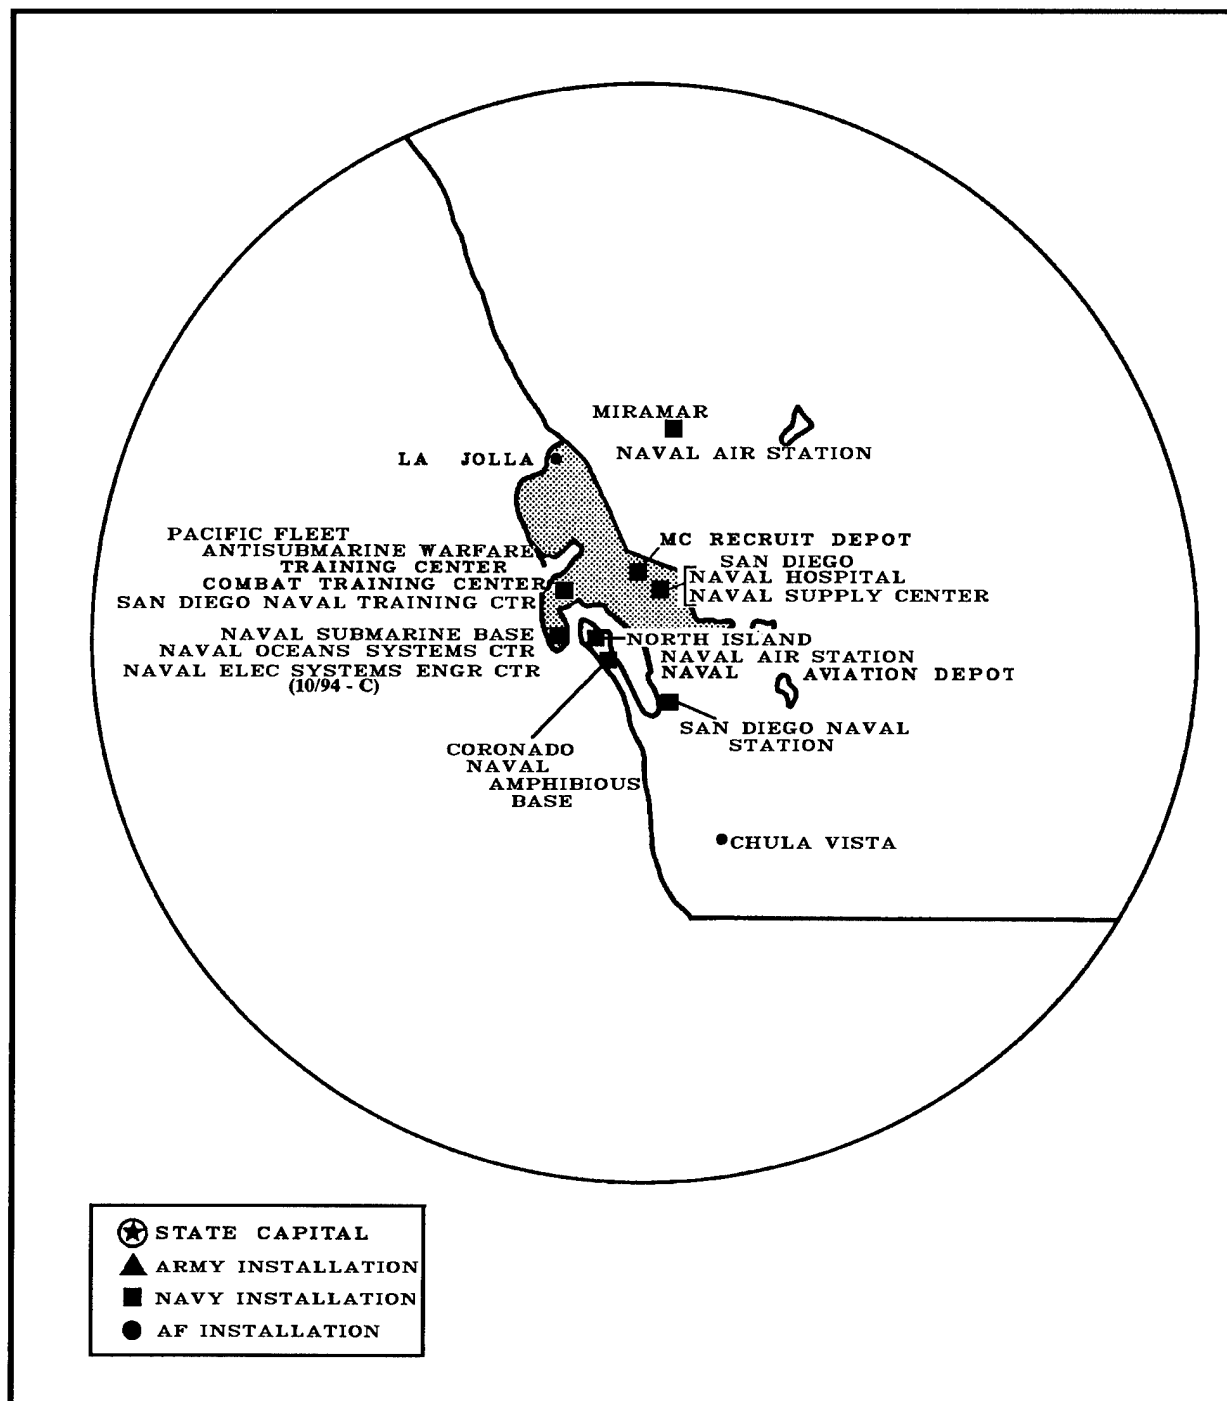 MIRAMAR
NAVAL AIR STATION
LA JOLLA
PACIFIC FLEET
ANTISUBMARINE WARFARE
TRAINING CENTER
COMBAT TRAINING CENTER
SAN DIEGO NAVAL TRAINING CTR
MC RECRUIT DEPOT
SAN DIEGO
NAVAL HOSPITAL
NAVAL SUPPLY CENTER
NAVAL SUBMARINE BASE
NAVAL OCEANS SYSTEMS CTR
NAVAL ELEC SYSTEMS ENGR CTR
(10/94 - C)
NORTH ISLAND
NAVAL AIR STATION
NAVAL AVIATION DEPOT
SAN DIEGO NAVAL
STATION
CORONADO
NAVAL
AMPHIBIOUS
BASE
CHULA VISTA
STATE CAPITAL
ARMY INSTALLATION
NAVY INSTALLATION
AF INSTALLATION